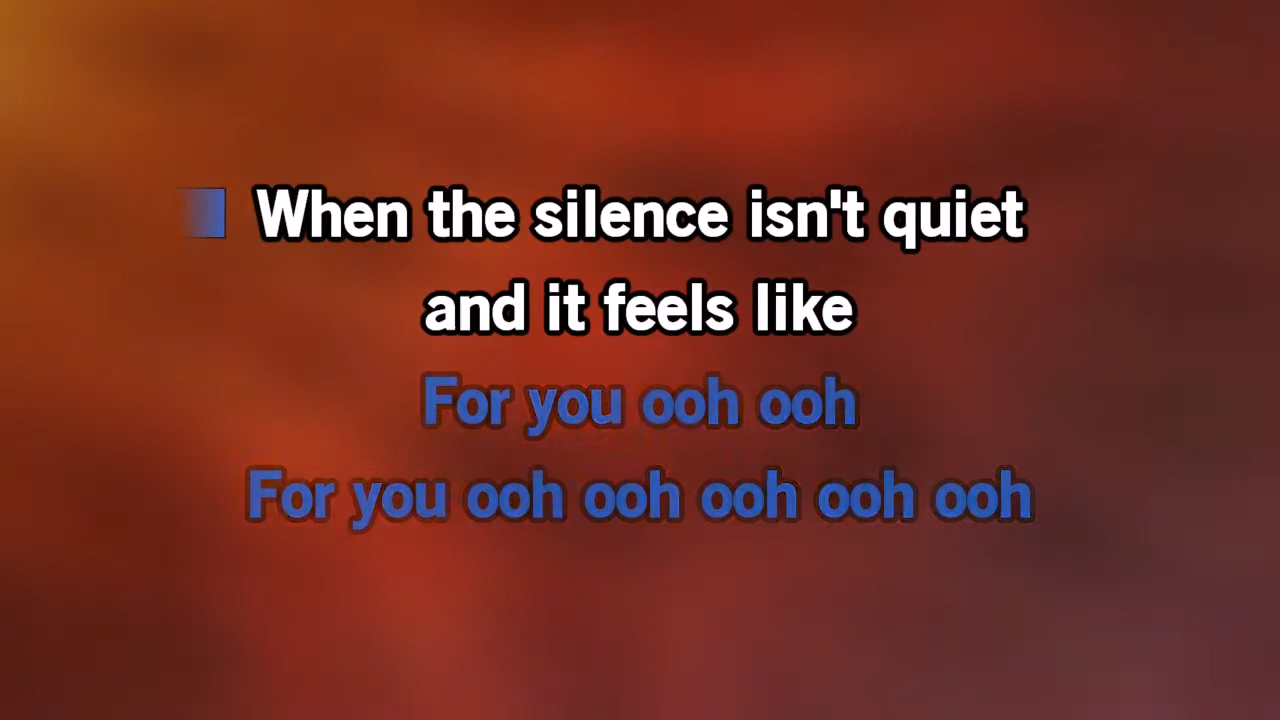 When the silence isn't quiet
and it feels like
For you ooh ooh
For you ooh ooh ooh ooh ooh